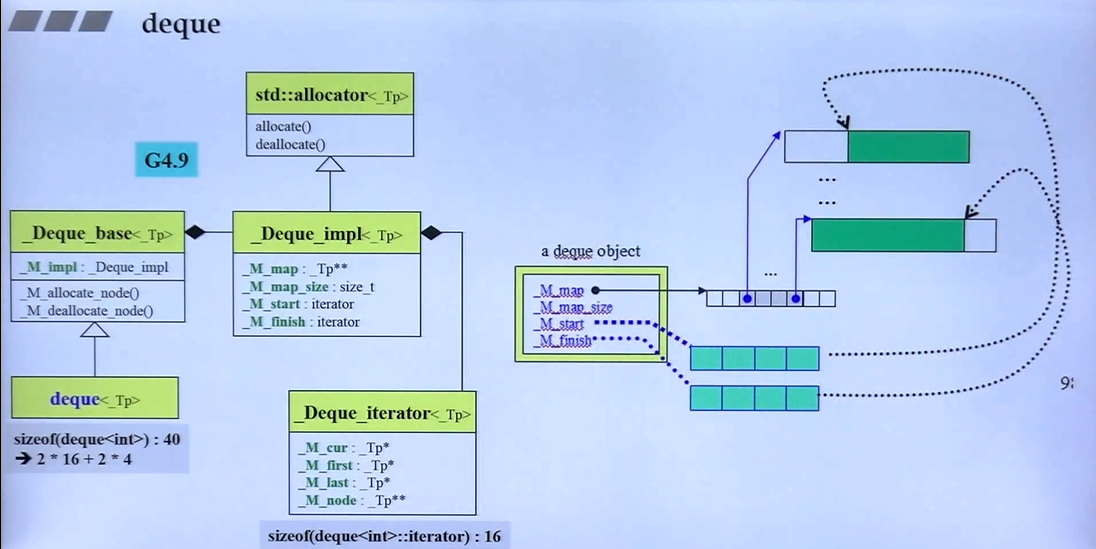 deque
std::allocator<_Tp>
allocate()
deallocate()
G4.9
_Deque_base<_Tp>
_M_impl : _Deque_impl
_M_allocate_node()
_M_deallocate_node()
_Deque_impl<_Tp>
_M_map : _Tp**
_M_map_size : size_t
_M_start : iterator
_M_finish : iterator
deque<_Tp>
sizeof(deque<int>) : 40
➔ 2 * 16 + 2 * 4
_Deque_iterator<_Tp>
_M_cur : _Tp*
_M_first : _Tp*
_M_last : _Tp*
_M_node : _Tp**
sizeof(deque<int>::iterator) : 16
a deque object
_M_map
_M_map_size
_M_start
_M_finish
...
...
...